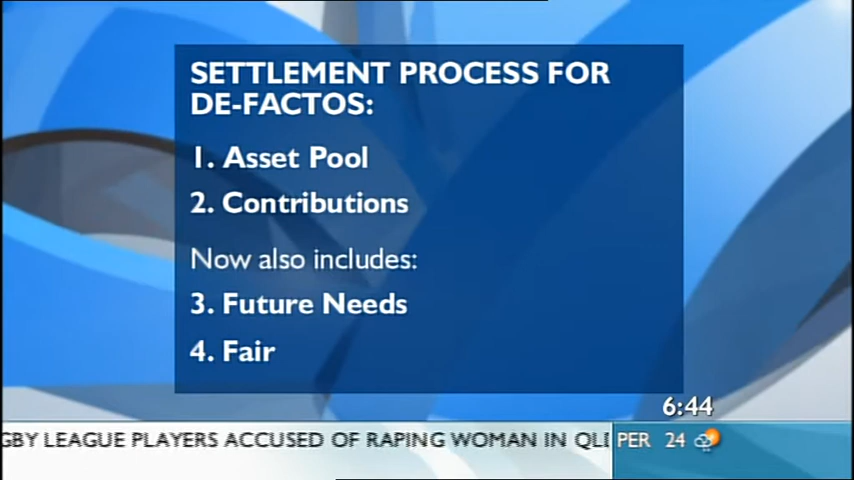 SETTLEMENT PROCESS FOR
DE-FACTOS:
1. Asset Pool
2. Contributions
Now also includes:
3. Future Needs
4. Fair
6:44
GBY LEAGUE PLAYERS ACCUSED OF RAPING WOMAN IN QL
PER 24